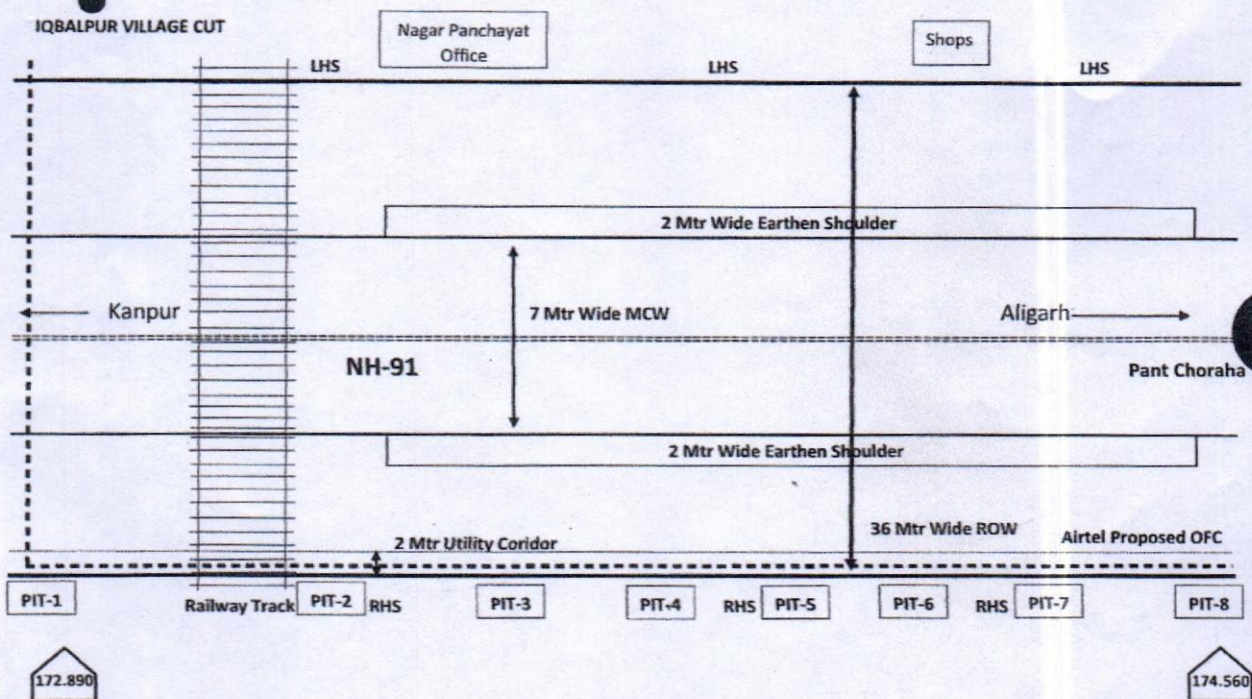 IQBALPUR VILLAGE CUT
Nagar Panchayat
Office
Shops
LHS
LHS
LHS
2 Mtr Wide Earthen Shoulder
Kanpur
7 Mtr Wide MCW
Aligarh
NH-91
Pant Choraha
2 Mtr Wide Earthen Shoulder
36 Mtr Wide ROW
Airtel Proposed OFC
2 Mtr Utility Coridor
PIT-1
Railway Track
PIT-2
RHS
PIT-3
PIT-4
RHS
PIT-5
PIT-6
RHS
PIT-7
PIT-8
172.890
174.560